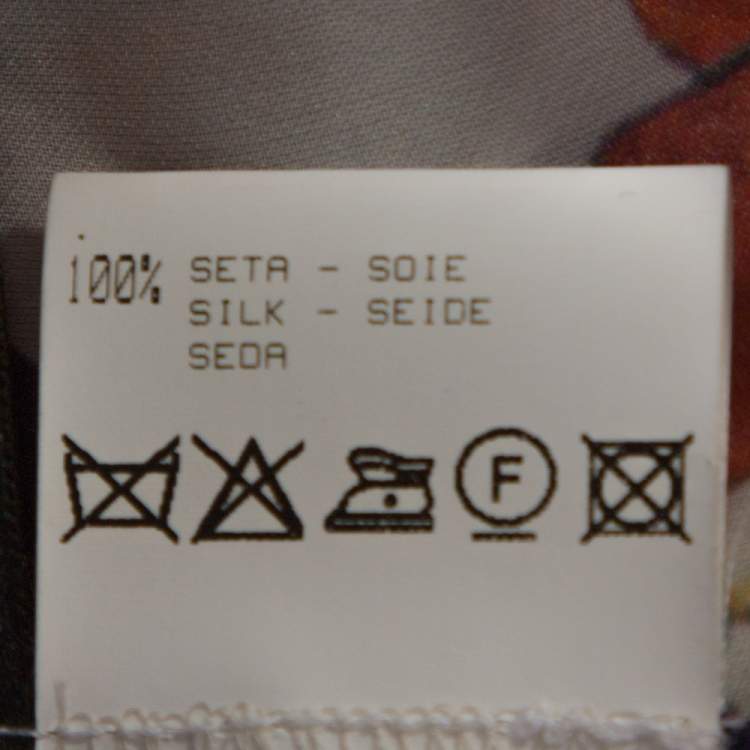 100% SETA - SOIE
SILK - SEIDE
SEDA
F